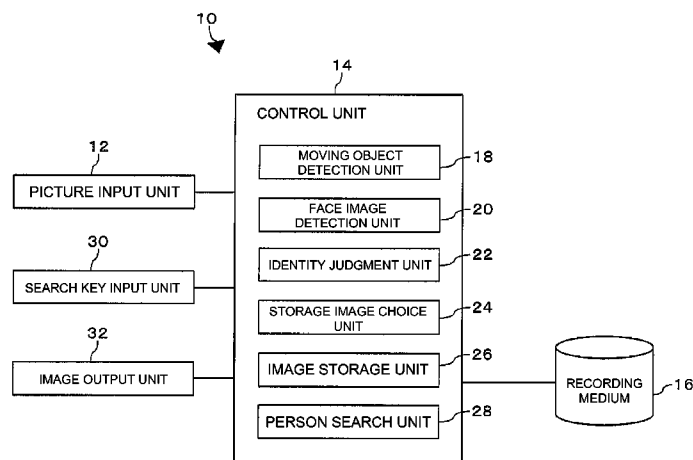 10
14
CONTROL UNIT
12
PICTURE INPUT UNIT
30
SEARCH KEY INPUT UNIT
32
IMAGE OUTPUT UNIT
MOVING OBJECT
DETECTION UNIT
18
FACE IMAGE
DETECTION UNIT
20
IDENTITY JUDGMENT UNIT
22
STORAGE IMAGE CHOICE
UNIT
24
IMAGE STORAGE UNIT
26
PERSON SEARCH UNIT
28
RECORDING
MEDIUM
16